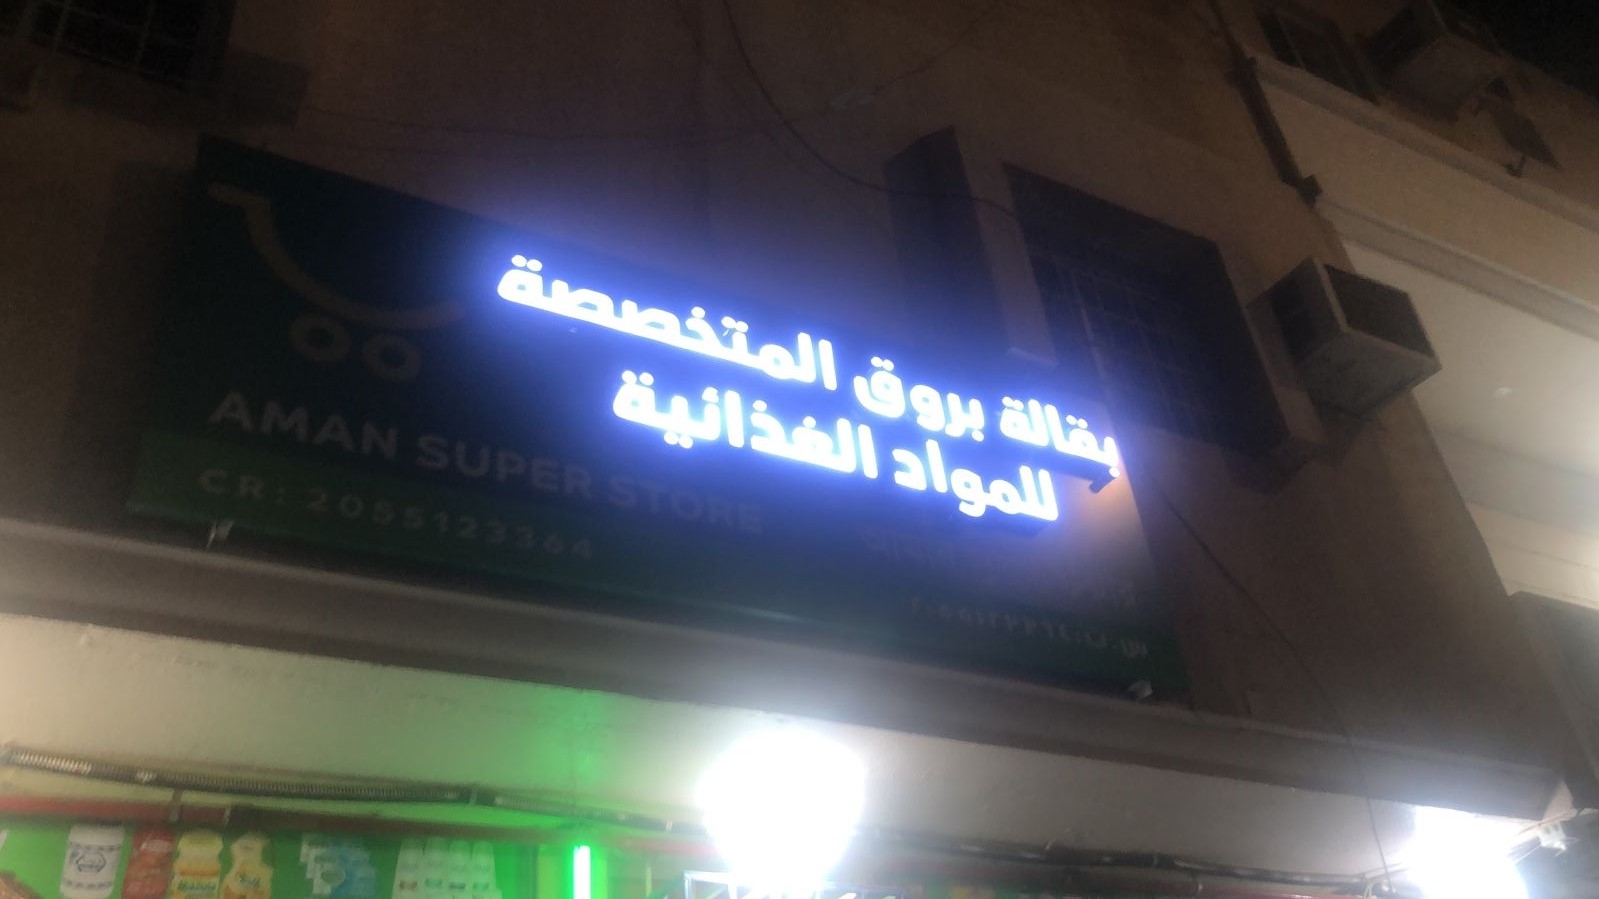 بقالة بروق المتخصصة
للمواد الغذائية
AMAN SUPER STORE
CR: 2055123364